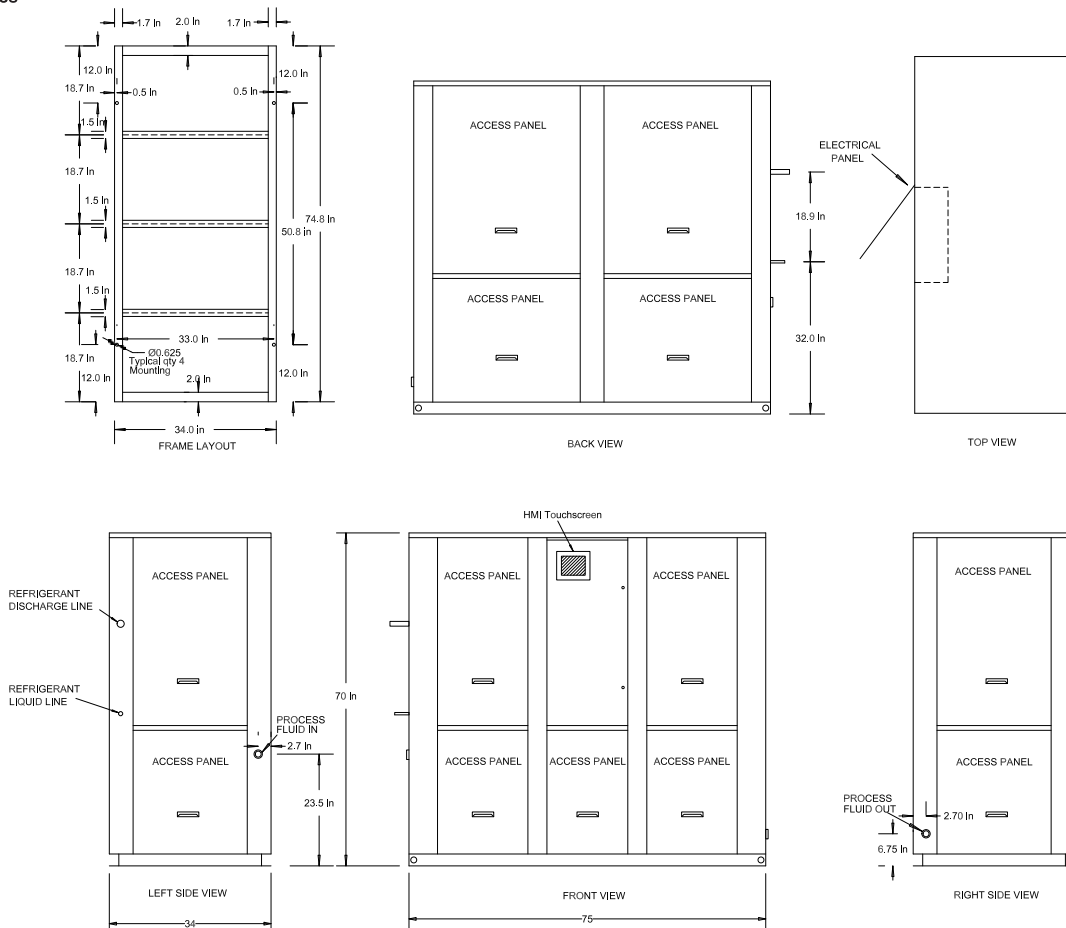 1.7 In
2.0 In
1.7 In
12.0 In
12.0 In
18.7 In
0.5 In
0.5 In
1.5 In
18.7 In
1.5 In
74.8 In
50.8 In
18.7 In
1.5 In
33.0 In
Ø0.625
Typical qty 4
Mounting
18.7 In
12.0 In
2.0 In
12.0 In
34.0 in
FRAME LAYOUT
ACCESS PANEL
ACCESS PANEL
ACCESS PANEL
ACCESS PANEL
18.9 In
32.0 In
BACK VIEW
ELECTRICAL
PANEL
TOP VIEW
REFRIGERANT
DISCHARGE LINE
REFRIGERANT
LIQUID LINE
ACCESS PANEL
ACCESS PANEL
PROCESS
FLUID IN
2.7 In
23.5 In
LEFT SIDE VIEW
34
HMI Touchscreen
70 In
ACCESS PANEL
ACCESS PANEL
ACCESS PANEL
ACCESS PANEL
ACCESS PANEL
FRONT VIEW
75
ACCESS PANEL
ACCESS PANEL
PROCESS
FLUID OUT
2.70 In
6.75 In
RIGHT SIDE VIEW